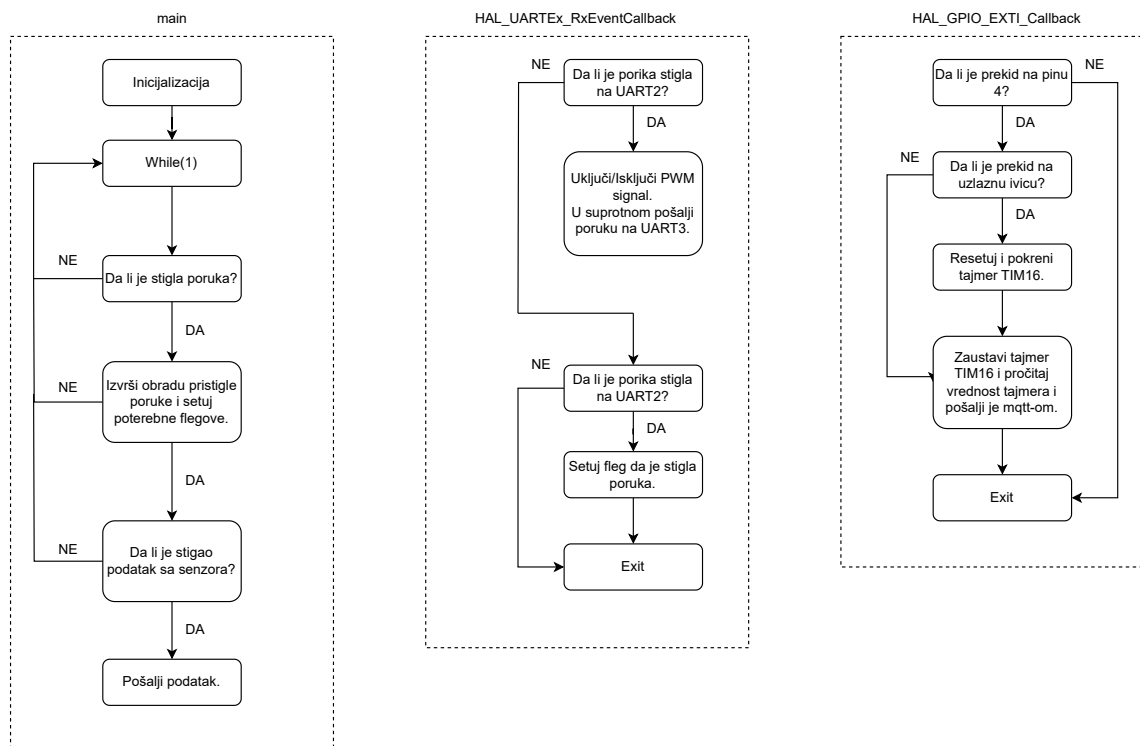 main
Inicijalizacija
While(1)
NE
Da li je stigla poruka?
DA
NE
Izvrši obradu pristigle
poruke i setuj
poterebne flegove.
DA
NE
Da li je stigao
podatak sa senzora?
DA
Pošalji podatak.
HAL_UARTEx_RxEventCallback
NE
Da li je porika stigla
na UART2?
DA
Uključi/Isključi PWM
signal.
U suprotnom pošalji
poruku na UART3.
NE
Da li je porika stigla
na UART2?
DA
Setuj fleg da je stigla
poruka.
Exit
HAL_GPIO_EXTI_Callback
Da li je prekid na pinu
4?
NE
DA
NE
Da li je prekid na
uzlaznu ivicu?
DA
Resetuj i pokreni
tajmer TIM16.
Zaustavi tajmer
TIM16 i pročitaj
vrednost tajmera i
pošalji je mqtt-om.
Exit